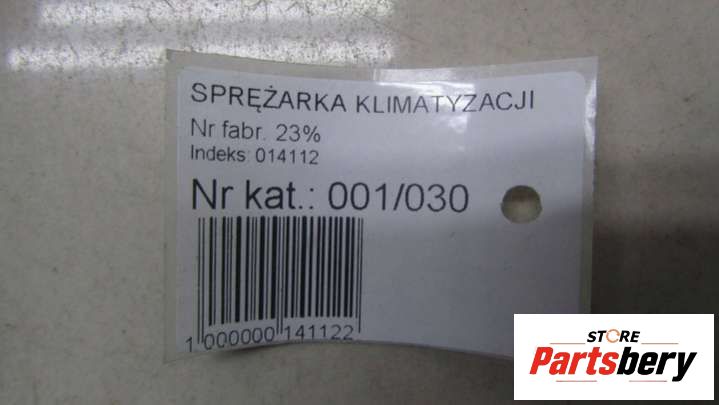 SPRĘŻARKA KLIMATYZACJI
Nr fabr. 23%
Indeks: 014112
Nr kat.: 001/030
1 000000 141122
STORE
Partsbery